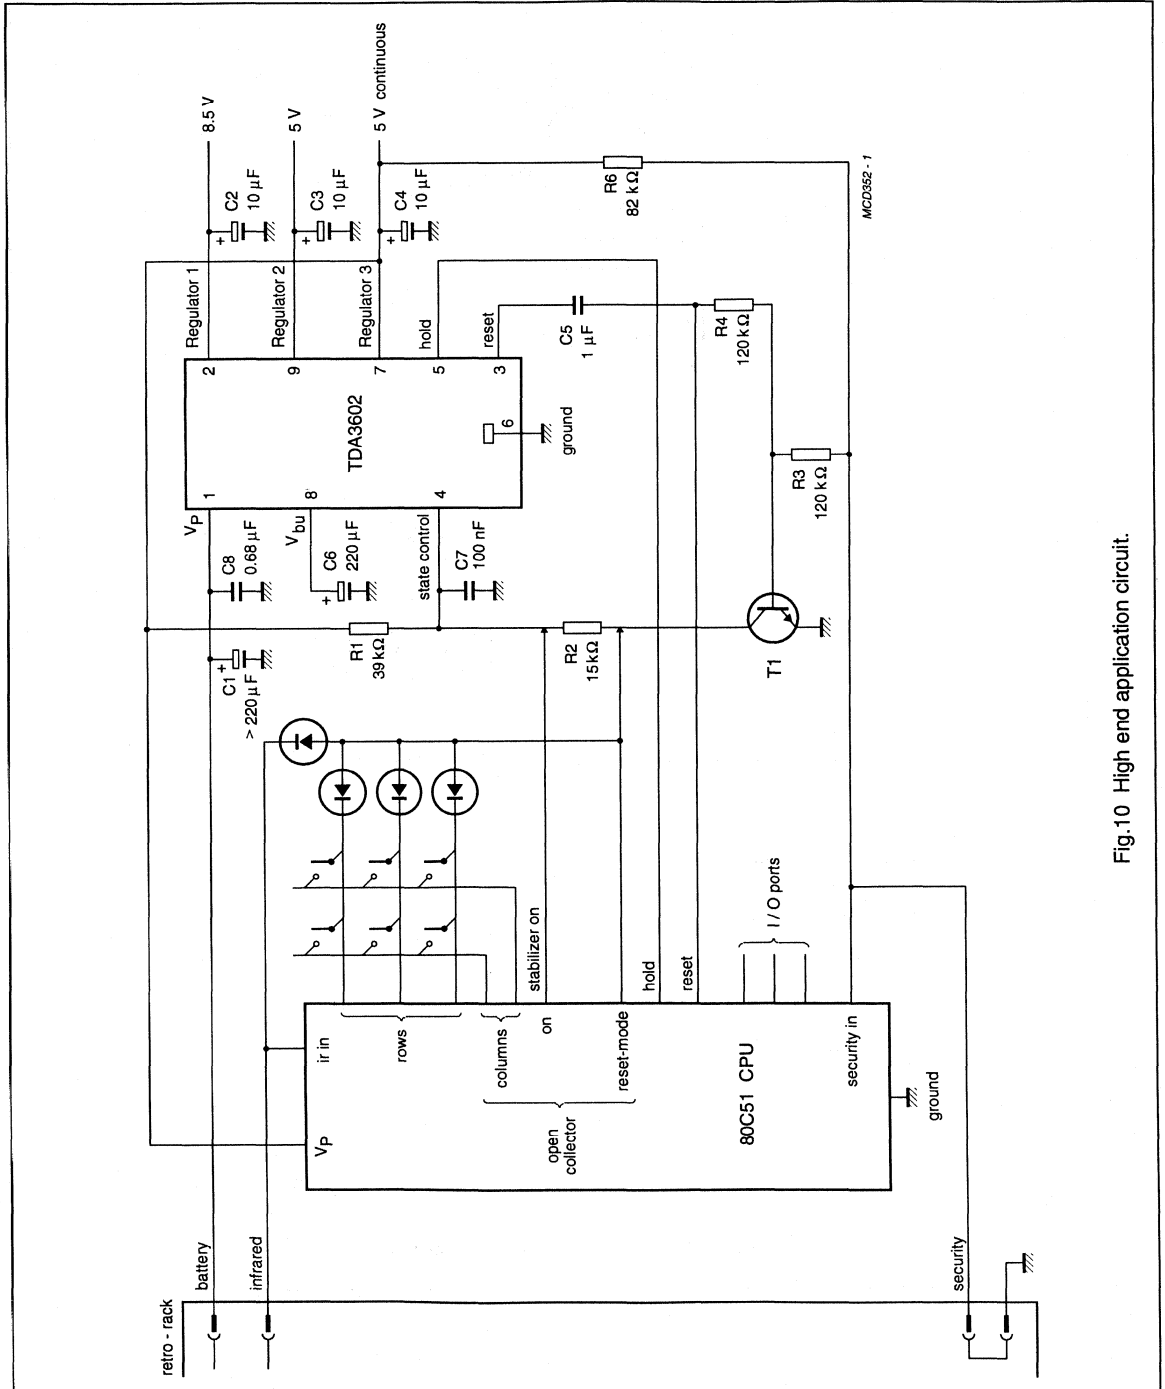 8.5 V
5 V
5 V continuous
C2
10 μF
C3
10 μF
C4
10 μF
R6
82 kΩ
MCD352 - 1
Regulator 1
Regulator 2
Regulator 3
hold
reset
C5
1 μF
R4
120 kΩ
2
9
7
5
3
TDA3602
6
ground
1
8
4
VP
Vbu
state control
C8
0.68 μF
C6
220 μF
C7
100 nF
R3
120 kΩ
C1
> 220 μF
R1
39 kΩ
R2
15 kΩ
T1
+
+
+
+
+
stabilizer on
hold
reset
I / O ports
ir in
rows
columns
on
reset-mode
security in
VP
open
collector
80C51 CPU
ground
battery
infrared
security
retro - rack
Fig.10 High end application circuit.